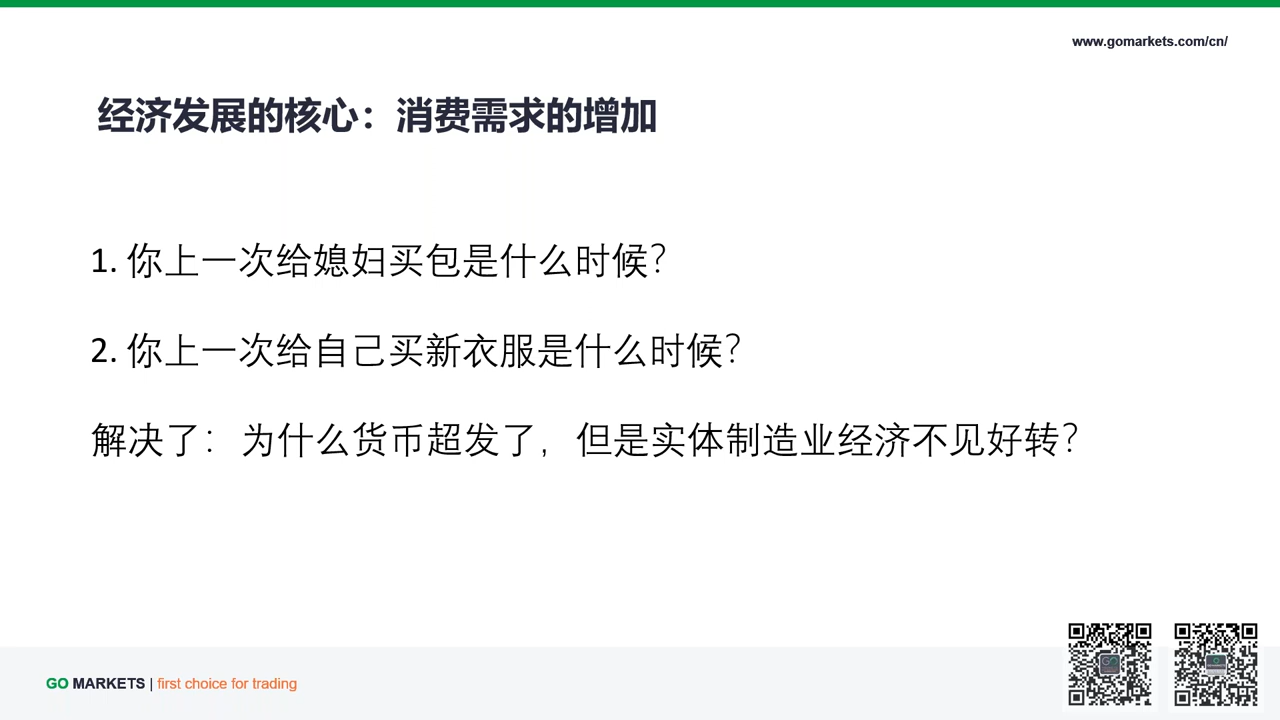 www.gomarkets.com/cn/
经济发展的核心：消费需求的增加
1. 你上一次给媳妇买包是什么时候？
2. 你上一次给自己买新衣服是什么时候？
解决了：为什么货币超发了，但是实体制造业经济不见好转？
GO MARKETS | first choice for trading